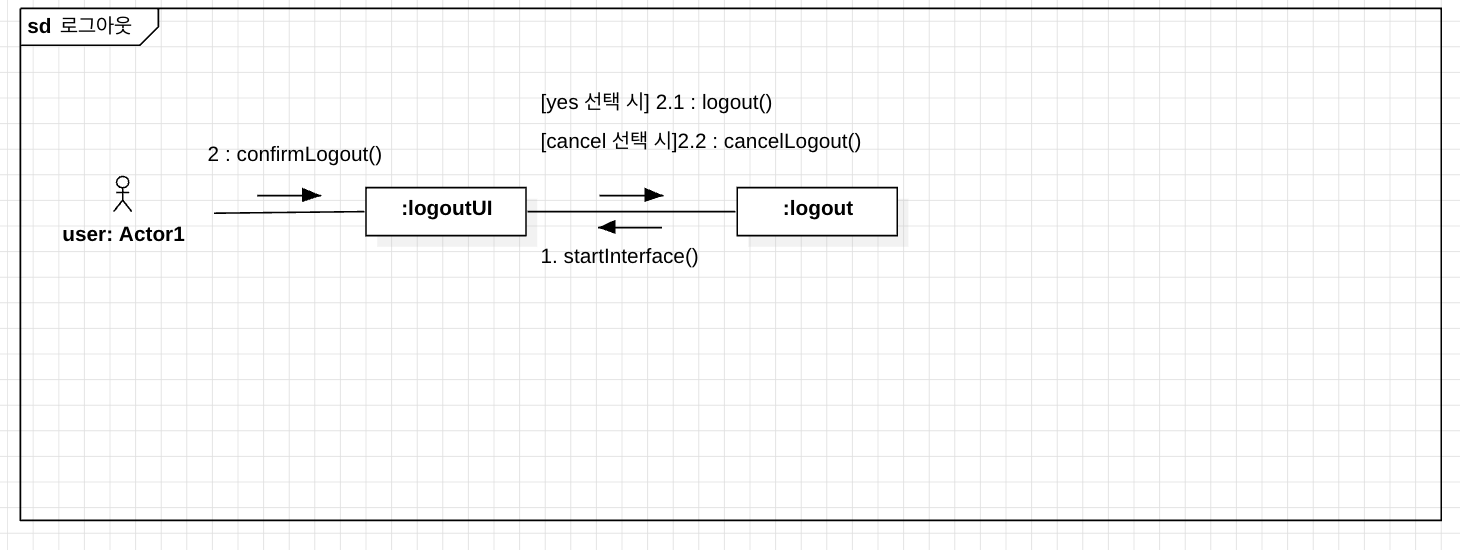 sd 로그아웃
[yes 선택 시] 2.1 : logout()
[cancel 선택 시]2.2 : cancelLogout()
2 : confirmLogout()
:logoutUI
:logout
user: Actor1
1. startInterface()